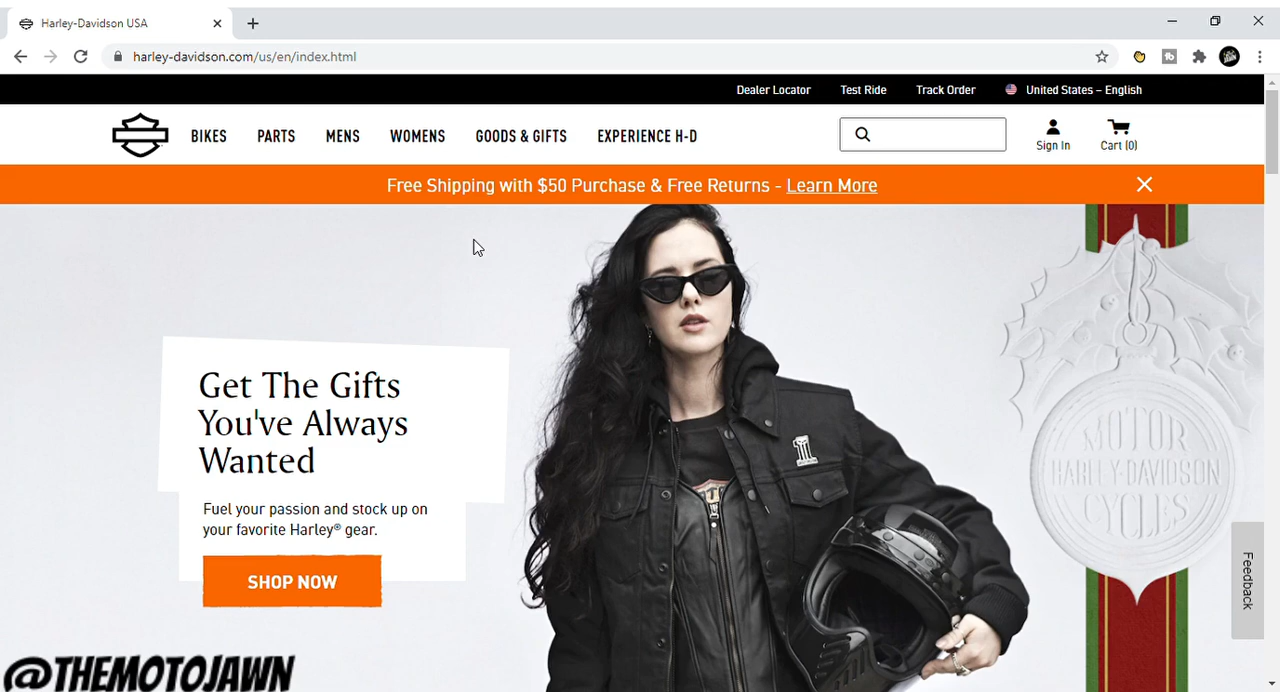 Harley-Davidson USA
harley-davidson.com/us/en/index.html
Dealer Locator Test Ride Track Order United States – English
BIKES PARTS MENS WOMENS GOODS & GIFTS EXPERIENCE H-D Sign In Cart (0)
Free Shipping with $50 Purchase & Free Returns - Learn More
Get The Gifts
You've Always
Wanted
Fuel your passion and stock up on
your favorite Harley® gear.
SHOP NOW
MOTOR
HARLEY-DAVIDSON
CYCLES
Feedback
@THEMOTOJAWN